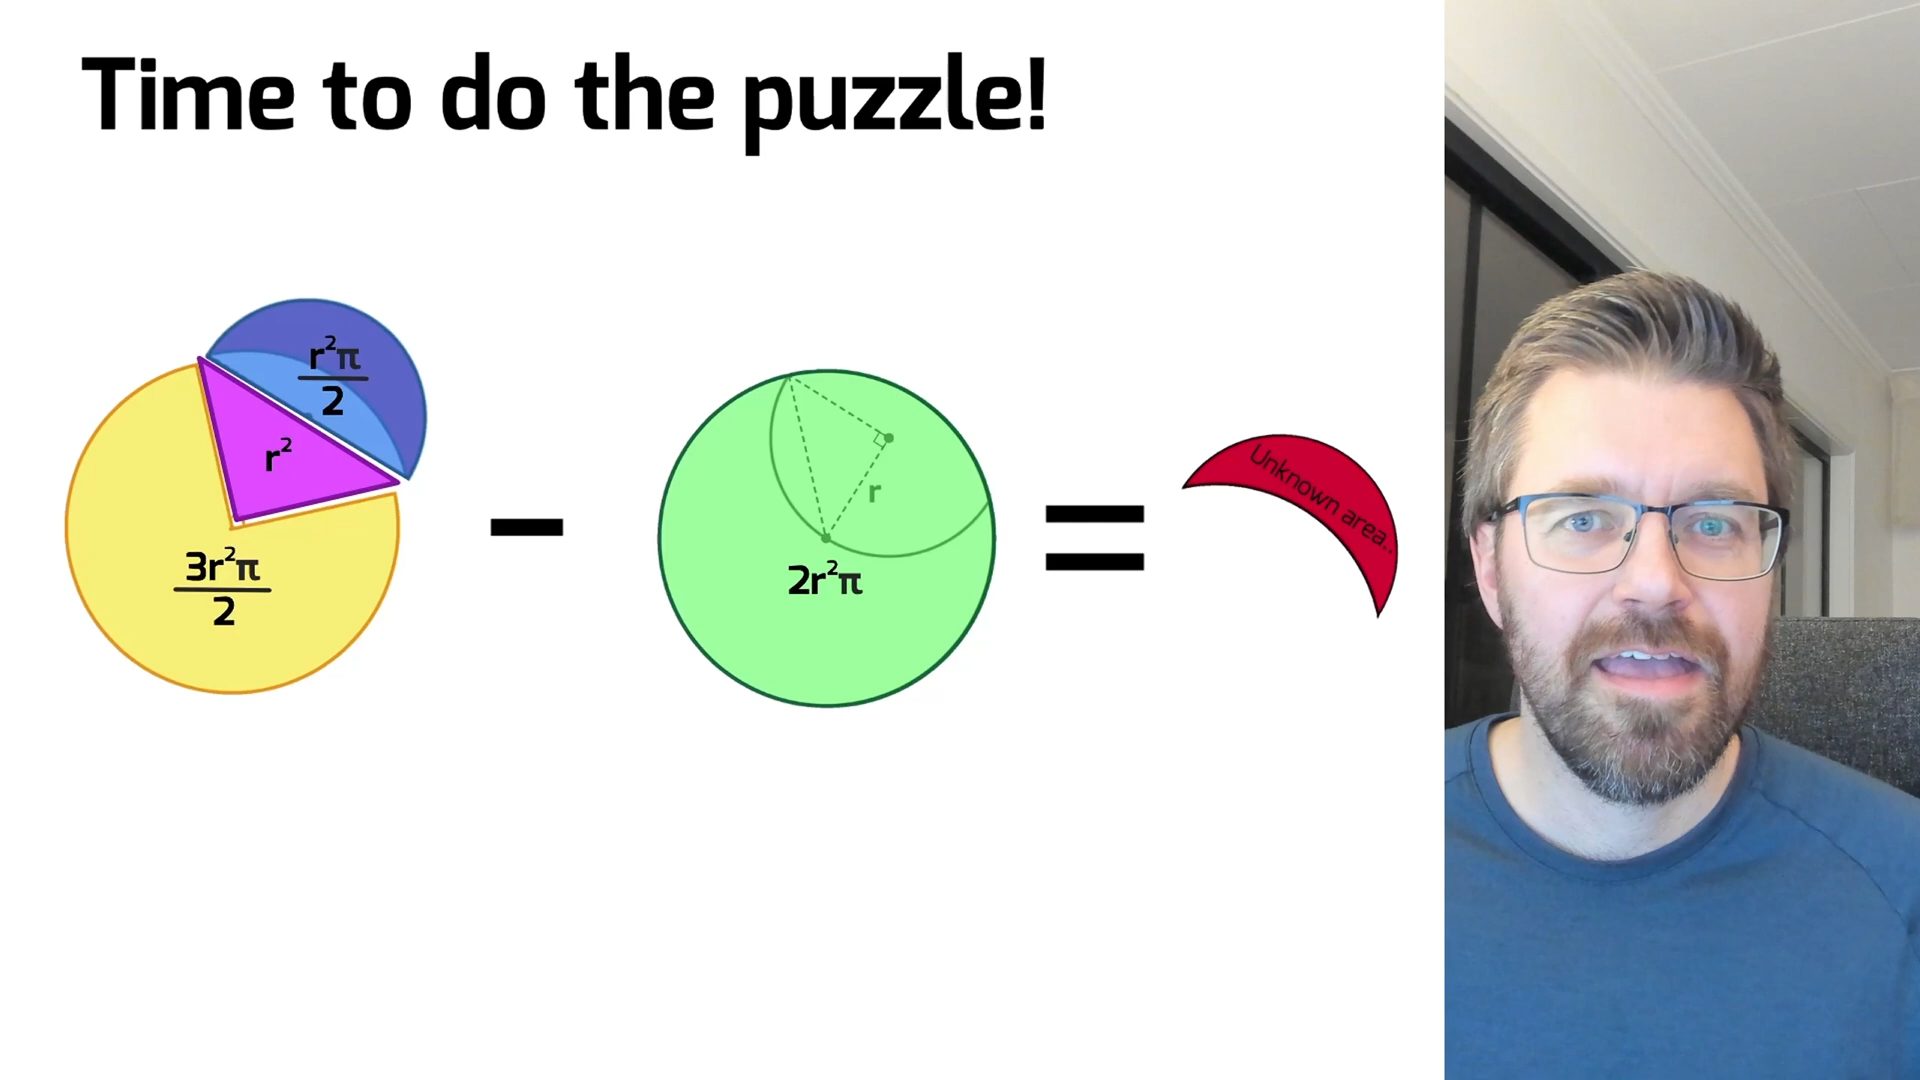 Time to do the puzzle!
r²π
2
r²
3r²π
2
−
r
2r²π
=
Unknown area..